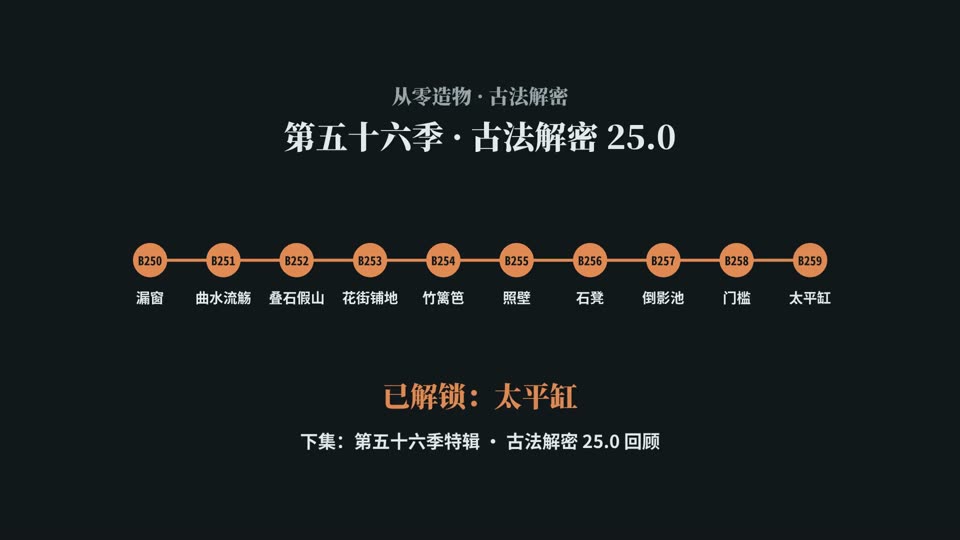 从零造物 · 古法解密
第五十六季 · 古法解密 25.0
B250 B251 B252 B253 B254 B255 B256 B257 B258 B259
漏窗 曲水流觞 叠石假山 花街铺地 竹篱笆 照壁 石凳 倒影池 门槛 太平缸
已解锁：太平缸
下集：第五十六季特辑 · 古法解密 25.0 回顾